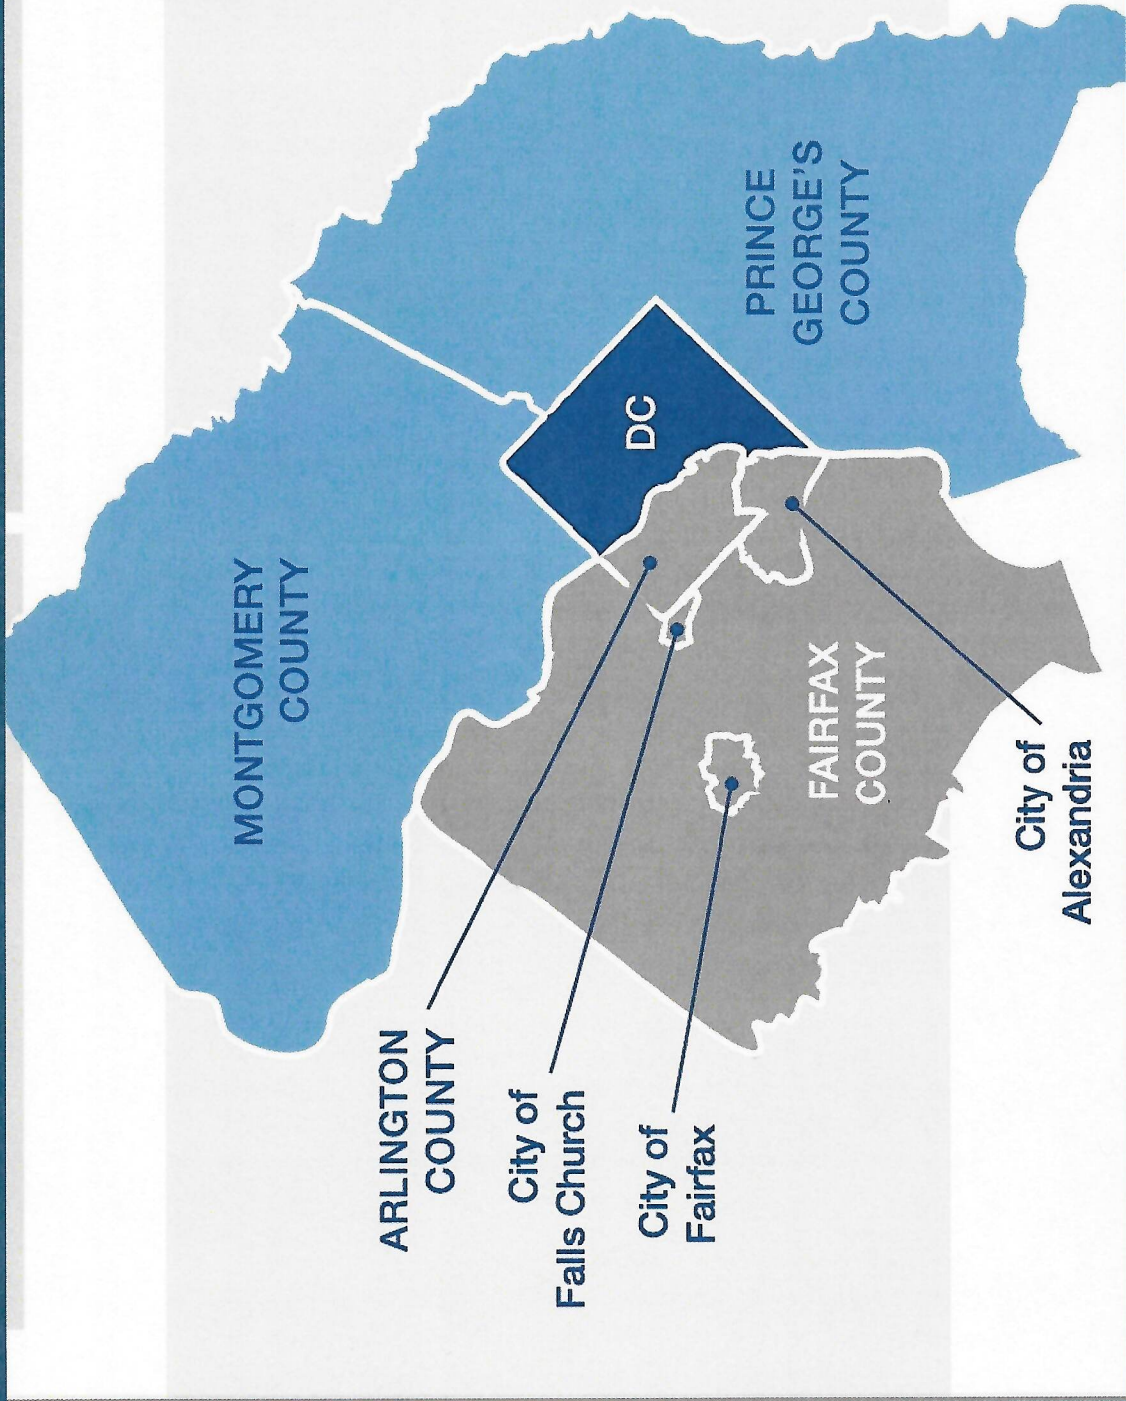 MONTGOMERY
COUNTY
PRINCE
GEORGE'S
COUNTY
DC
ARLINGTON
COUNTY
City of
Falls Church
City of
Fairfax
FAIRFAX
COUNTY
City of
Alexandria